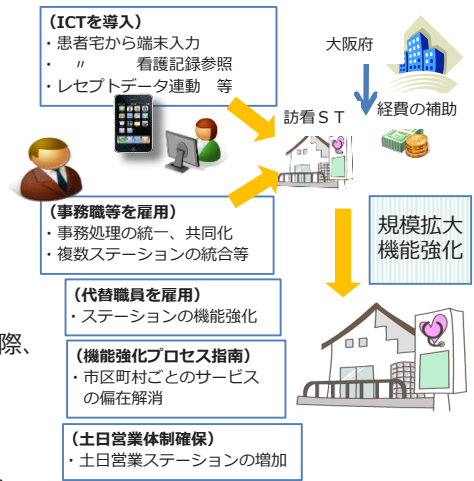 （ICTを導入）
・患者宅から端末入力
・　〃　　看護記録参照
・レセプトデータ連動　等
大阪府
訪看ＳＴ
経費の補助
（事務職等を雇用）
・事務処理の統一、共同化
・複数ステーションの統合等
規模拡大
機能強化
（代替職員を雇用）
・ステーションの機能強化
際、
（機能強化プロセス指南）
・市区町村ごとのサービス
の偏在解消
（土日営業体制確保）
・土日営業ステーションの増加